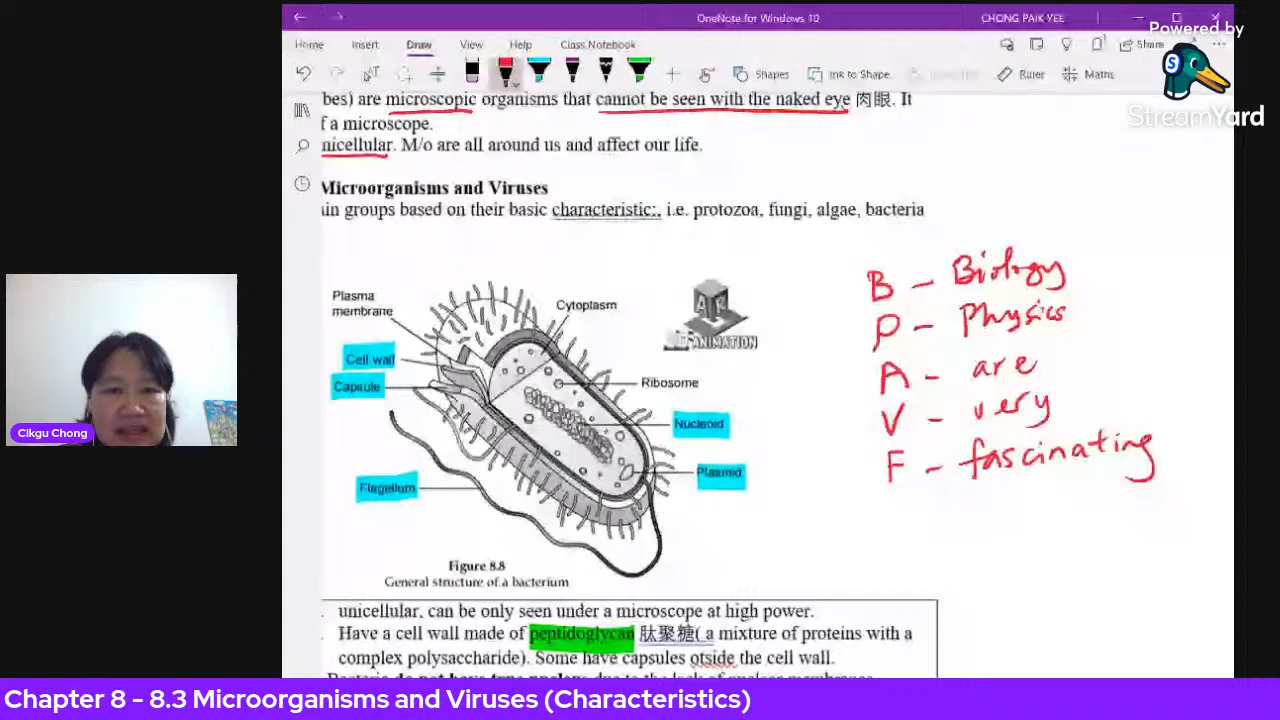 OneNote for Windows 10
CHONG PAIK YEE
Powered by
Home Insert Draw View Help Class Notebook
Share
StreamYard
Shapes Ink to Shape Ruler Maths
bes) are microscopic organisms that cannot be seen with the naked eye 肉眼. It
f a microscope.
nicellular. M/o are all around us and affect our life.
Microorganisms and Viruses
in groups based on their basic characteristic:, i.e. protozoa, fungi, algae, bacteria
Plasma
membrane
Cytoplasm
Cell wall
Capsule
Ribosome
Nucleoid
Plasmid
Flagellum
AR
ANIMATION
B - Biology
P - Physics
A - are
V - very
F - fascinating
Figure 8.8
General structure of a bacterium
unicellular, can be only seen under a microscope at high power.
Have a cell wall made of peptidoglycan 肽聚糖( a mixture of proteins with a
complex polysaccharide). Some have capsules otside the cell wall.
Cikgu Chong
Chapter 8 - 8.3 Microorganisms and Viruses (Characteristics)